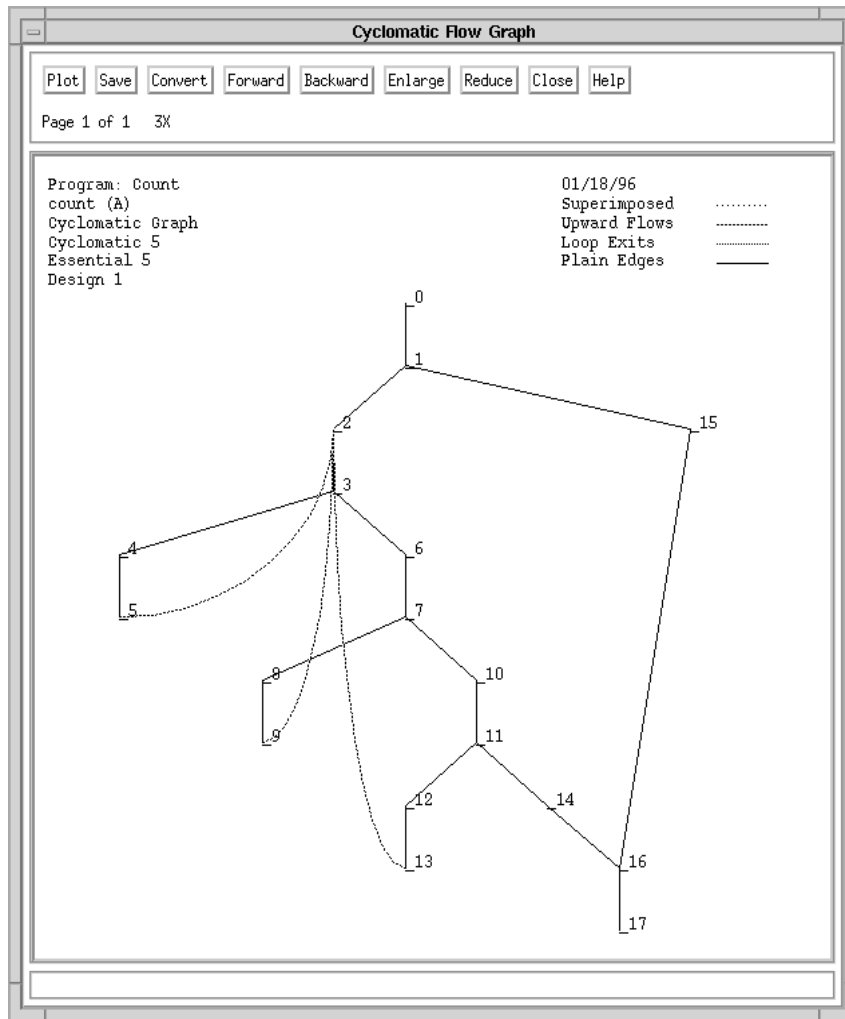 Cyclomatic Flow Graph
Plot Save Convert Forward Backward Enlarge Reduce Close Help
Page 1 of 1 3X
Program: Count
count (A)
Cyclomatic Graph
Cyclomatic 5
Essential 5
Design 1
01/18/96
Superimposed
Upward Flows
Loop Exits
Plain Edges
0
1
2
15
3
4
6
5
7
8
10
9
11
12
14
13
16
17